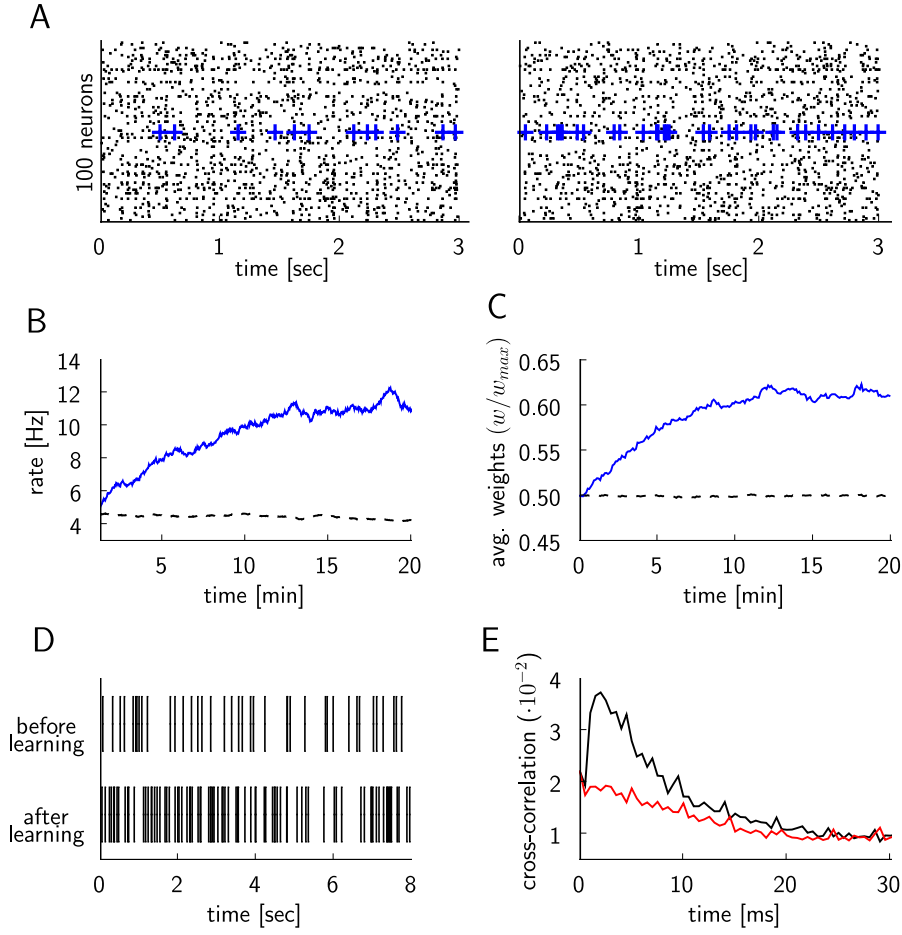 A
100 neurons
0 1 2 3
time [sec]
0 1 2 3
time [sec]
B
rate [Hz]
14
12
10
8
6
4
5 10 15 20
time [min]
C
avg. weights (w/w_max)
0.65
0.60
0.55
0.50
0.45
0 5 10 15 20
time [min]
D
before
learning
after
learning
0 2 4 6 8
time [sec]
E
cross-correlation (·10⁻²)
4
3
2
1
0 10 20 30
time [ms]